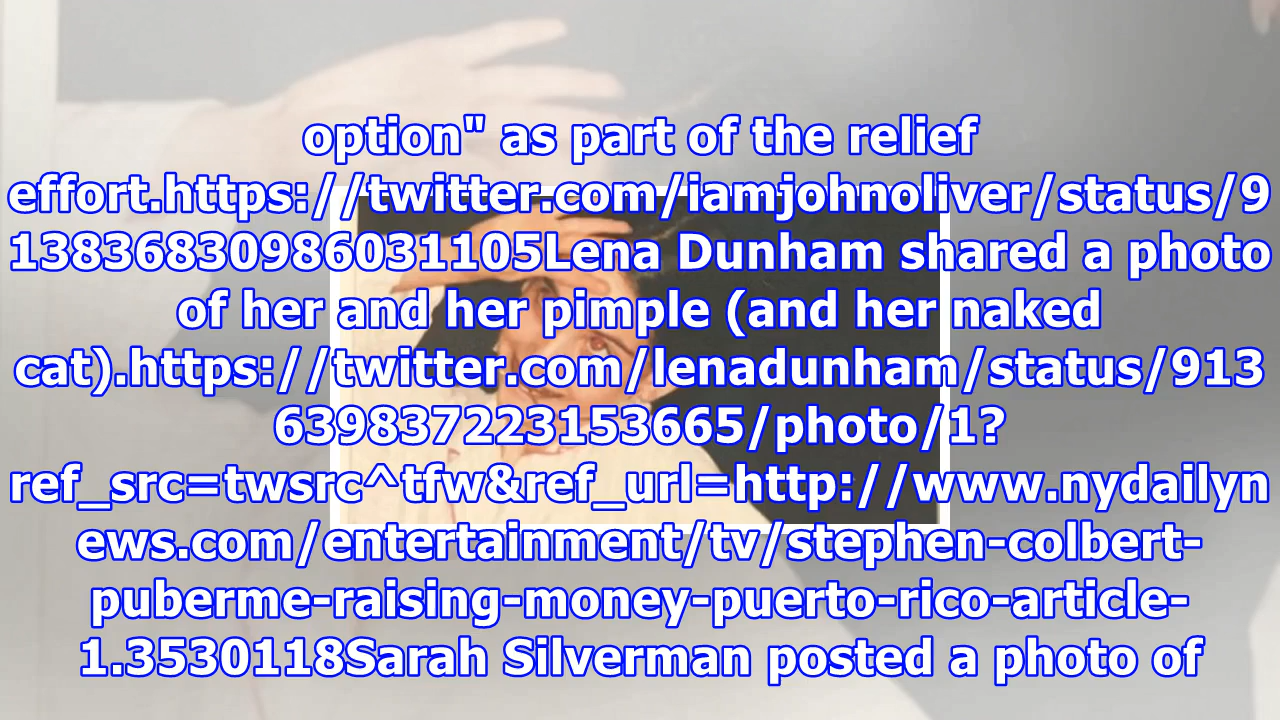 option" as part of the relief
effort.https://twitter.com/iamjohnoliver/status/9
13836830986031105Lena Dunham shared a photo
of her and her pimple (and her naked
cat).https://twitter.com/lenadunham/status/913
639837223153665/photo/1?
ref_src=twsrc^tfw&ref_url=http://www.nydailyn
ews.com/entertainment/tv/stephen-colbert-
puberme-raising-money-puerto-rico-article-
1.3530118Sarah Silverman posted a photo of